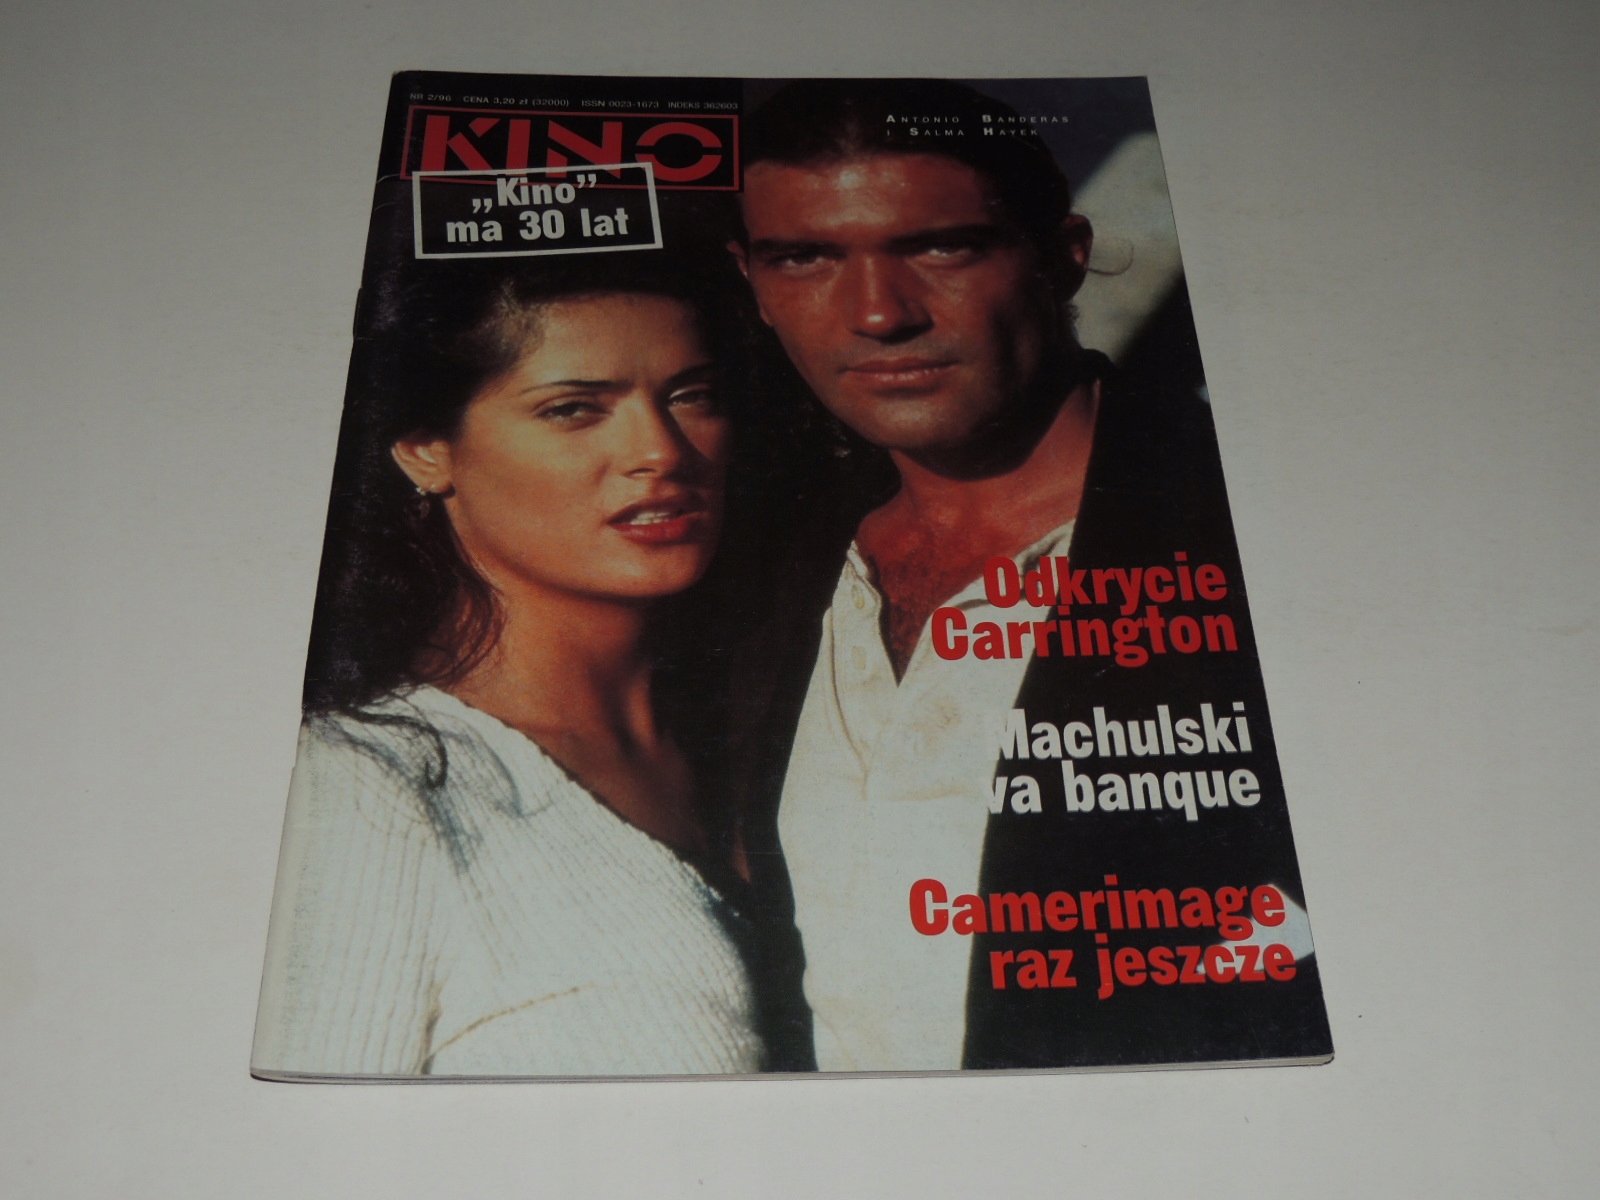 NR 2/96 CENA 3,20 zł (32000) ISSN 0023-1673 INDEKS 362603
KINO
„Kino”
ma 30 lat
ANTONIO BANDERAS
I SALMA HAYEK
Odkrycie
Carrington
Machulski
va banque
Camerimage
raz jeszcze